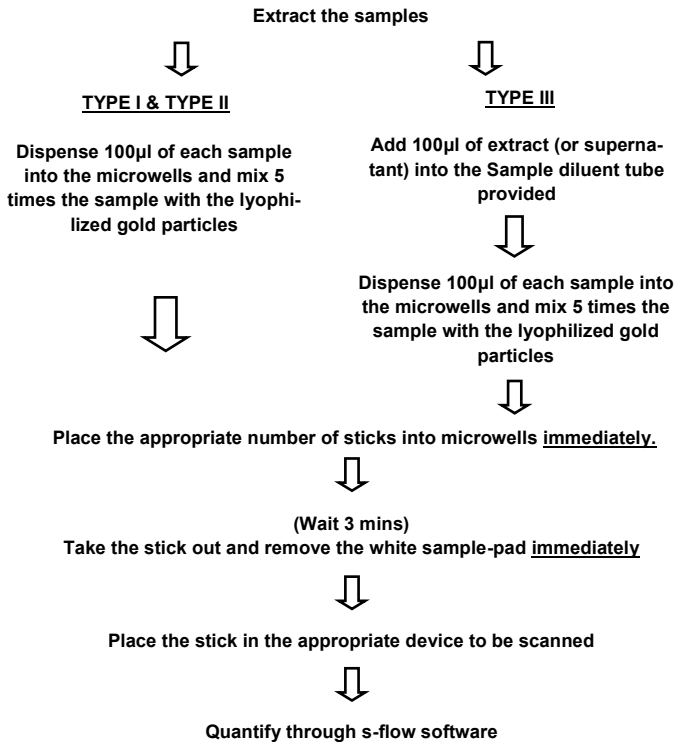 Extract the samples
TYPE I & TYPE II
Dispense 100µl of each sample
into the microwells and mix 5
times the sample with the lyophi-
lized gold particles
TYPE III
Add 100µl of extract (or superna-
tant) into the Sample diluent tube
provided
Dispense 100µl of each sample into
the microwells and mix 5 times the
sample with the lyophilized gold
particles
Place the appropriate number of sticks into microwells immediately.
(Wait 3 mins)
Take the stick out and remove the white sample-pad immediately
Place the stick in the appropriate device to be scanned
Quantify through s-flow software